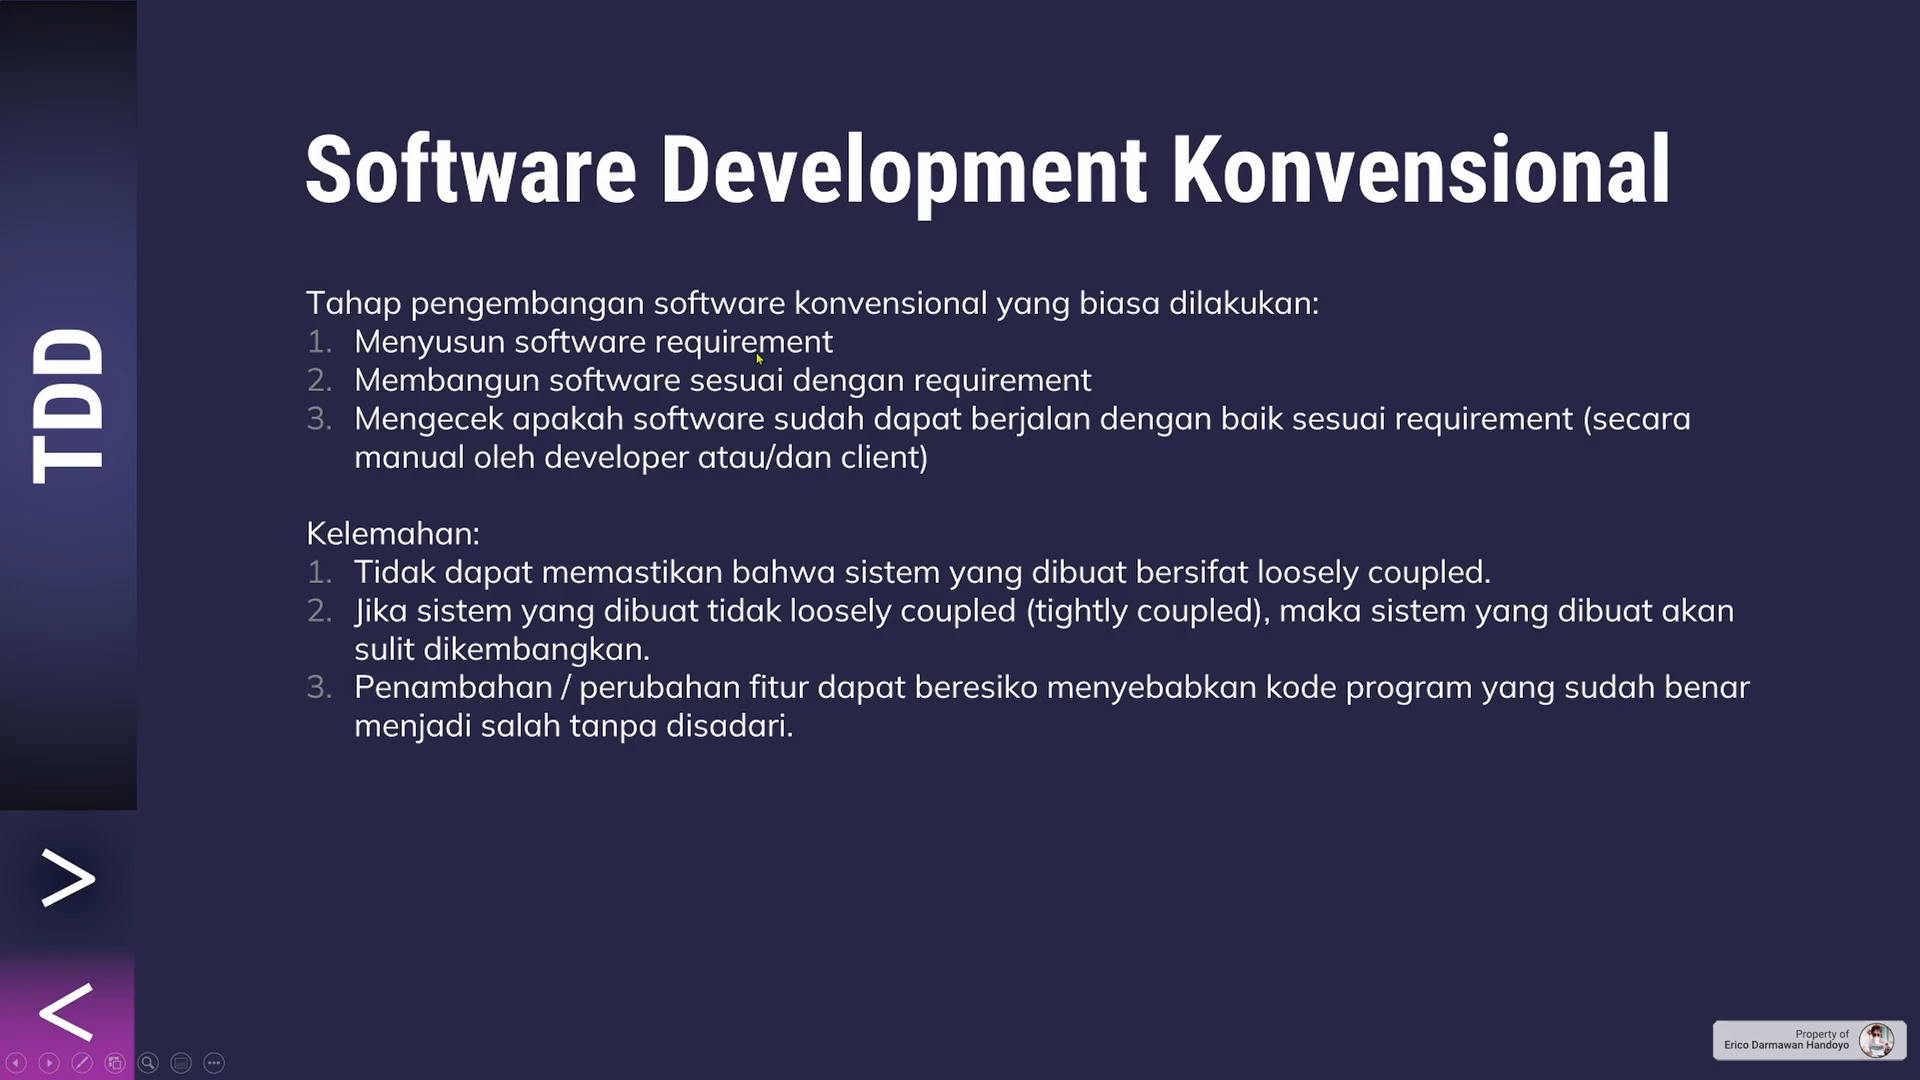 TDD
Software Development Konvensional
Tahap pengembangan software konvensional yang biasa dilakukan:
1. Menyusun software requirement
2. Membangun software sesuai dengan requirement
3. Mengecek apakah software sudah dapat berjalan dengan baik sesuai requirement (secara
manual oleh developer atau/dan client)
Kelemahan:
1. Tidak dapat memastikan bahwa sistem yang dibuat bersifat loosely coupled.
2. Jika sistem yang dibuat tidak loosely coupled (tightly coupled), maka sistem yang dibuat akan
sulit dikembangkan.
3. Penambahan / perubahan fitur dapat beresiko menyebabkan kode program yang sudah benar
menjadi salah tanpa disadari.
Property of
Erico Darmawan Handoyo